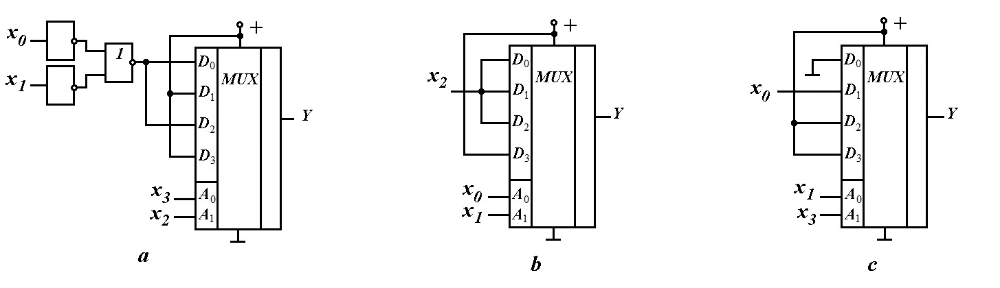 x0 1 + D0 MUX
x1 D1
D2 Y
D3
x3 A0
x2 A1
a
+ D0 MUX
x2 D1
D2 Y
D3
x0 A0
x1 A1
b
+ D0 MUX
x0 D1
D2 Y
D3
x1 A0
x3 A1
c